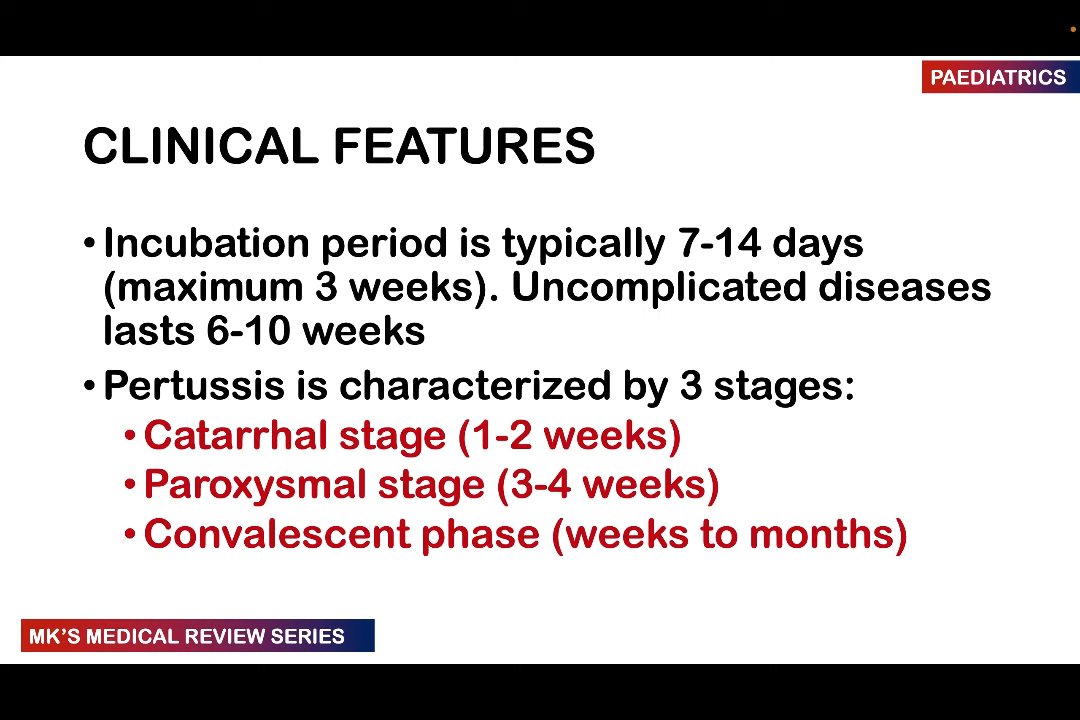 PAEDIATRICS
CLINICAL FEATURES
• Incubation period is typically 7-14 days
(maximum 3 weeks). Uncomplicated diseases
lasts 6-10 weeks
• Pertussis is characterized by 3 stages:
• Catarrhal stage (1-2 weeks)
• Paroxysmal stage (3-4 weeks)
• Convalescent phase (weeks to months)
MK'S MEDICAL REVIEW SERIES